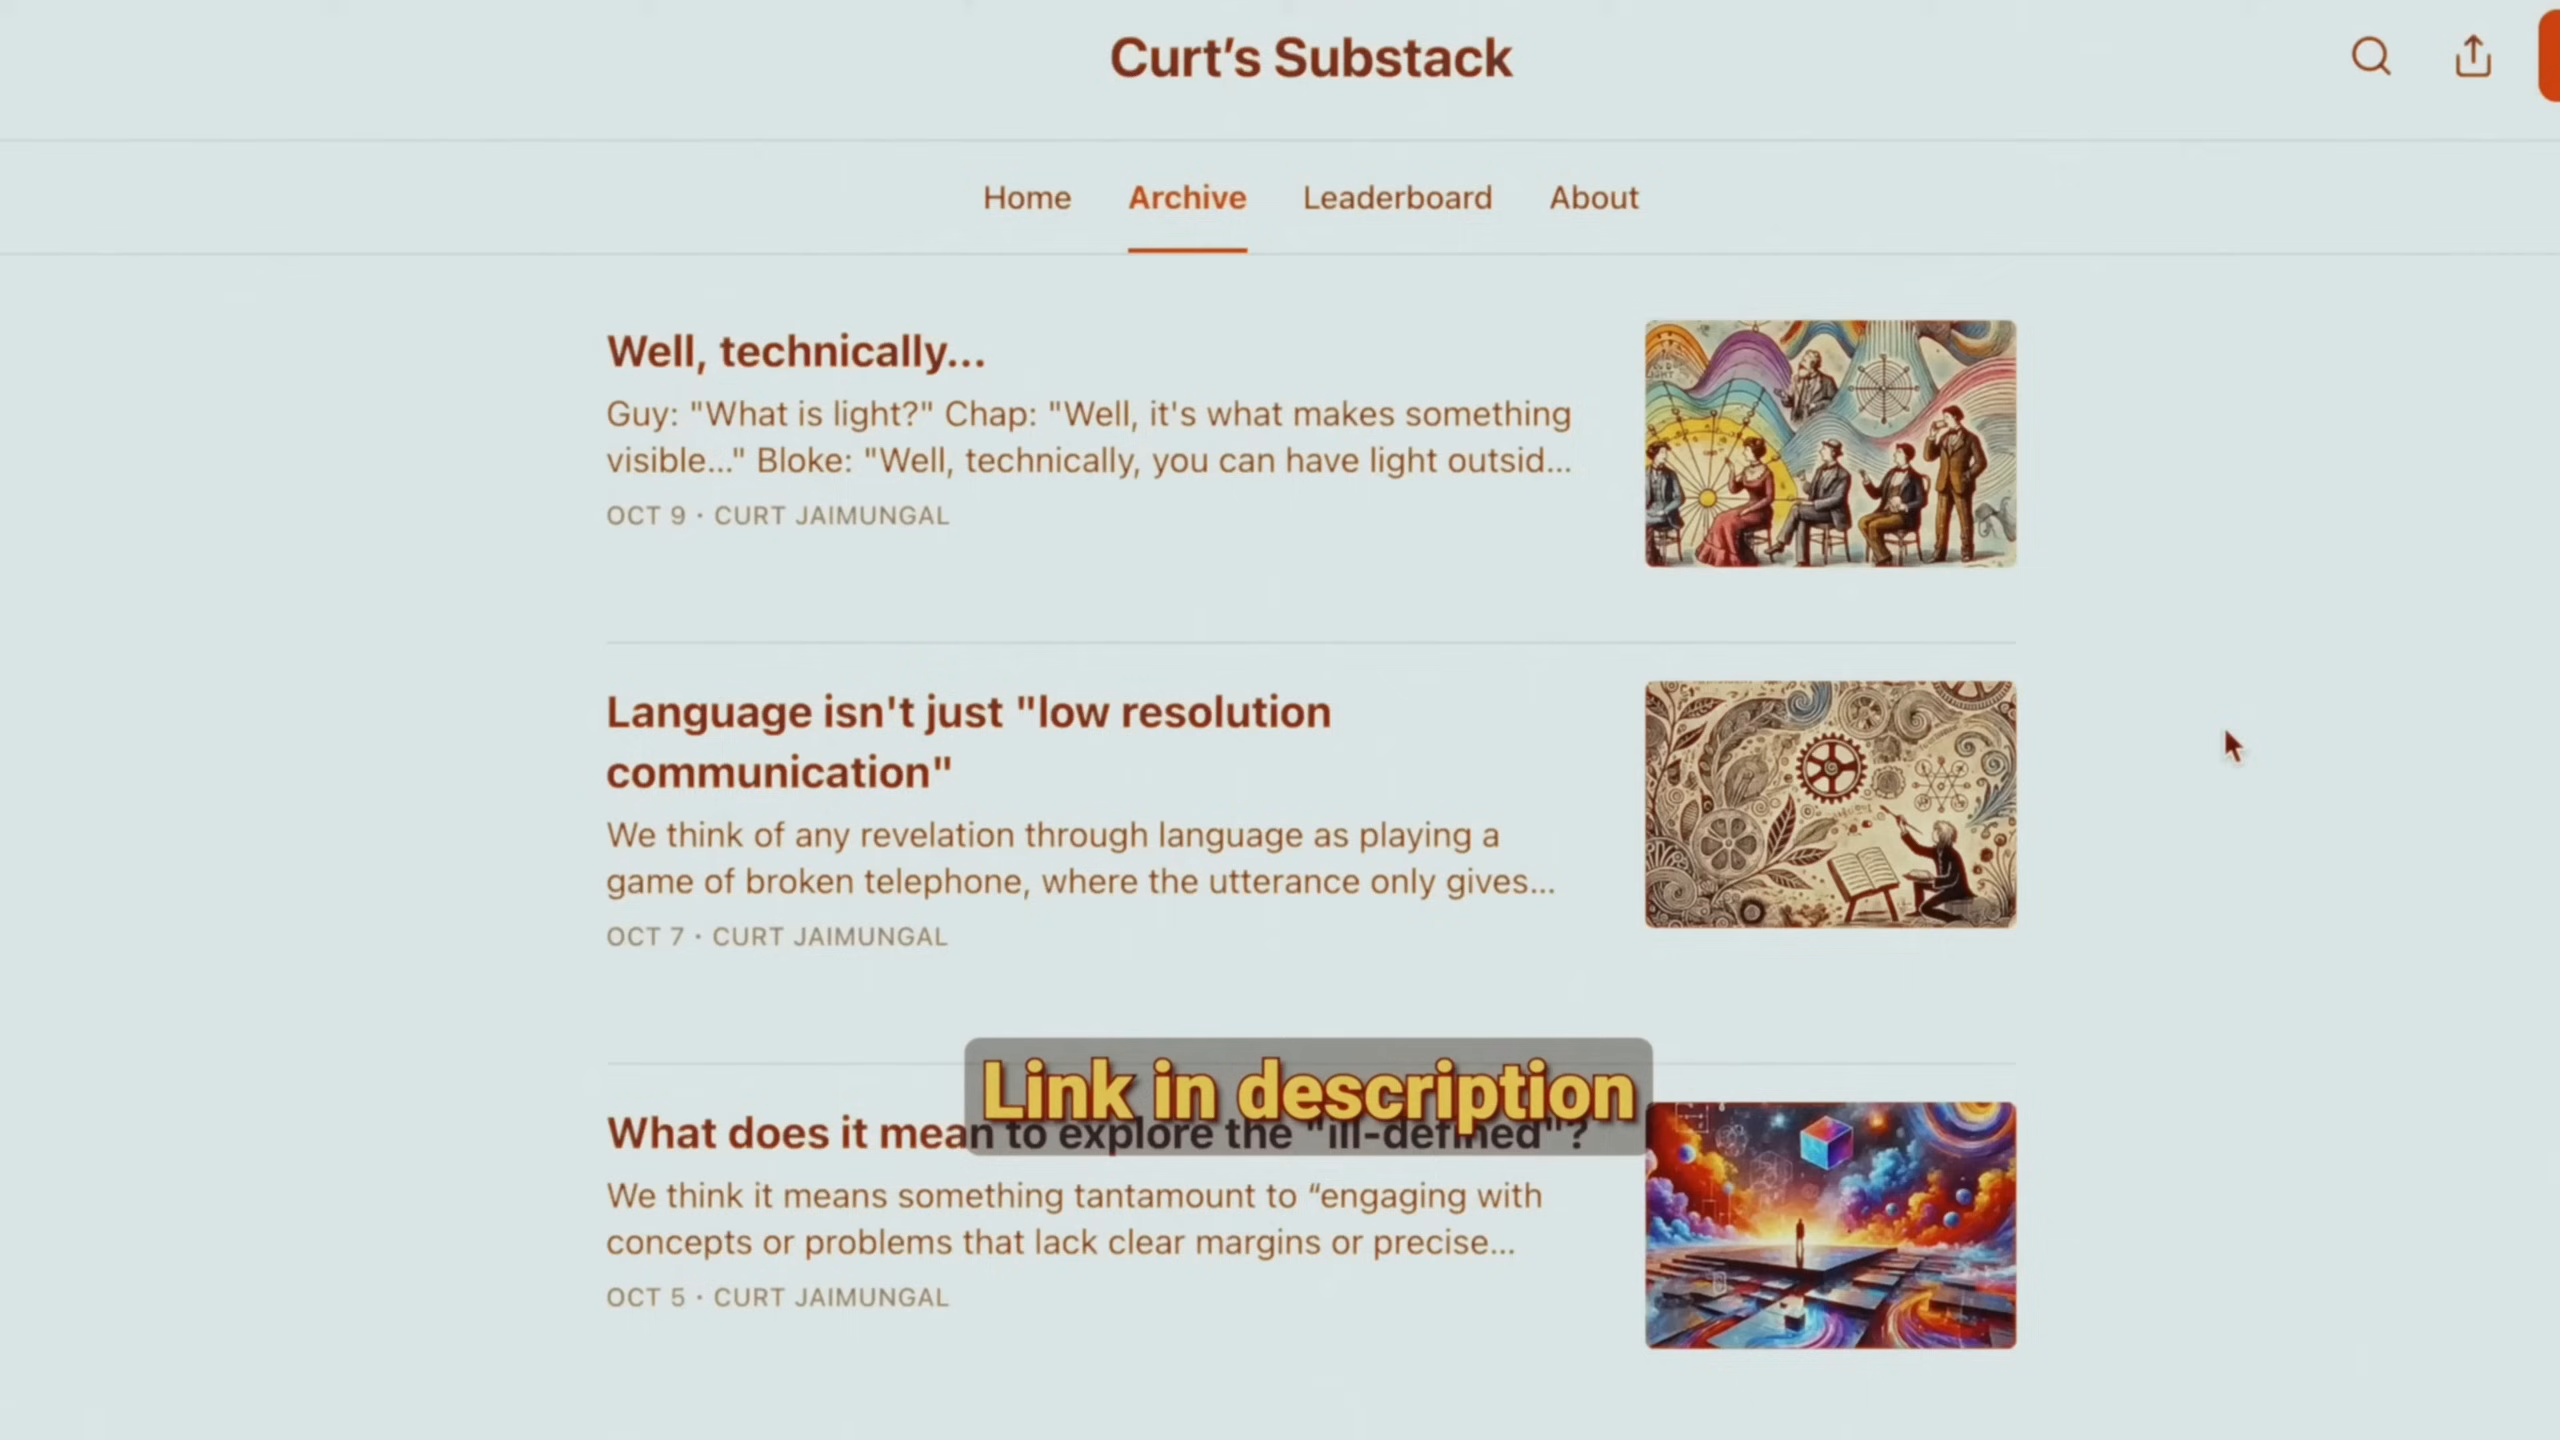 Curt’s Substack
Home Archive Leaderboard About
Well, technically...
Guy: "What is light?" Chap: "Well, it's what makes something
visible..." Bloke: "Well, technically, you can have light outsid...
OCT 9 · CURT JAIMUNGAL
Language isn't just "low resolution
communication"
We think of any revelation through language as playing a
game of broken telephone, where the utterance only gives...
OCT 7 · CURT JAIMUNGAL
Link in description
What does it mean to explore the "ill-defined"?
We think it means something tantamount to “engaging with
concepts or problems that lack clear margins or precise...
OCT 5 · CURT JAIMUNGAL